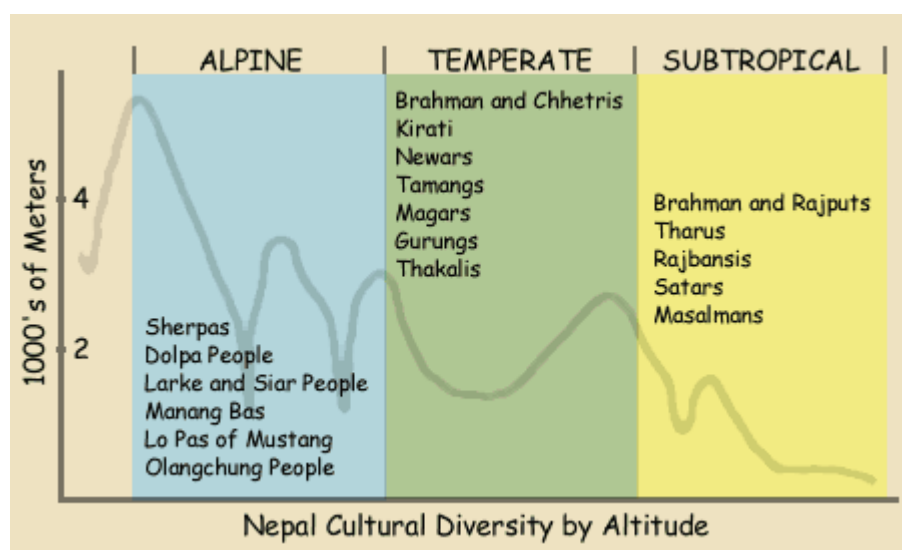 ALPINE
TEMPERATE
SUBTROPICAL
1000's of Meters
4
2
Sherpas
Dolpa People
Larke and Siar People
Manang Bas
Lo Pas of Mustang
Olangchung People
Brahman and Chhetris
Kirati
Newars
Tamangs
Magars
Gurungs
Thakalis
Brahman and Rajputs
Tharus
Rajbansis
Satars
Masalmans
Nepal Cultural Diversity by Altitude